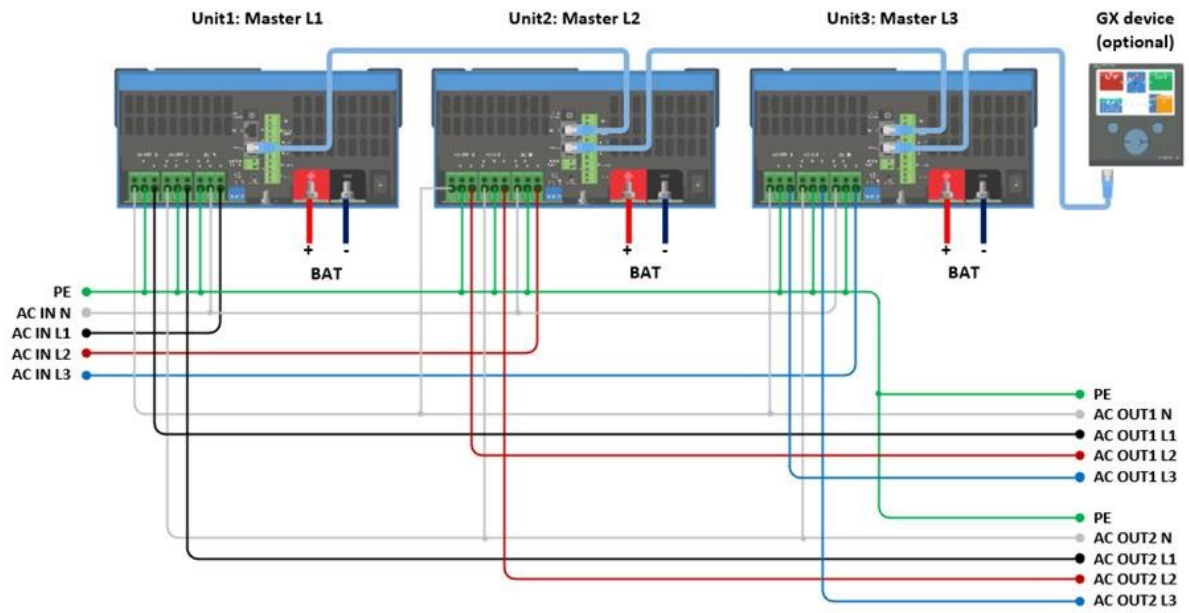 Unit1: Master L1
Unit2: Master L2
Unit3: Master L3
GX device
(optional)
+
-
BAT
+
-
BAT
+
-
BAT
PE
AC IN N
AC IN L1
AC IN L2
AC IN L3
PE
AC OUT1 N
AC OUT1 L1
AC OUT1 L2
AC OUT1 L3
PE
AC OUT2 N
AC OUT2 L1
AC OUT2 L2
AC OUT2 L3